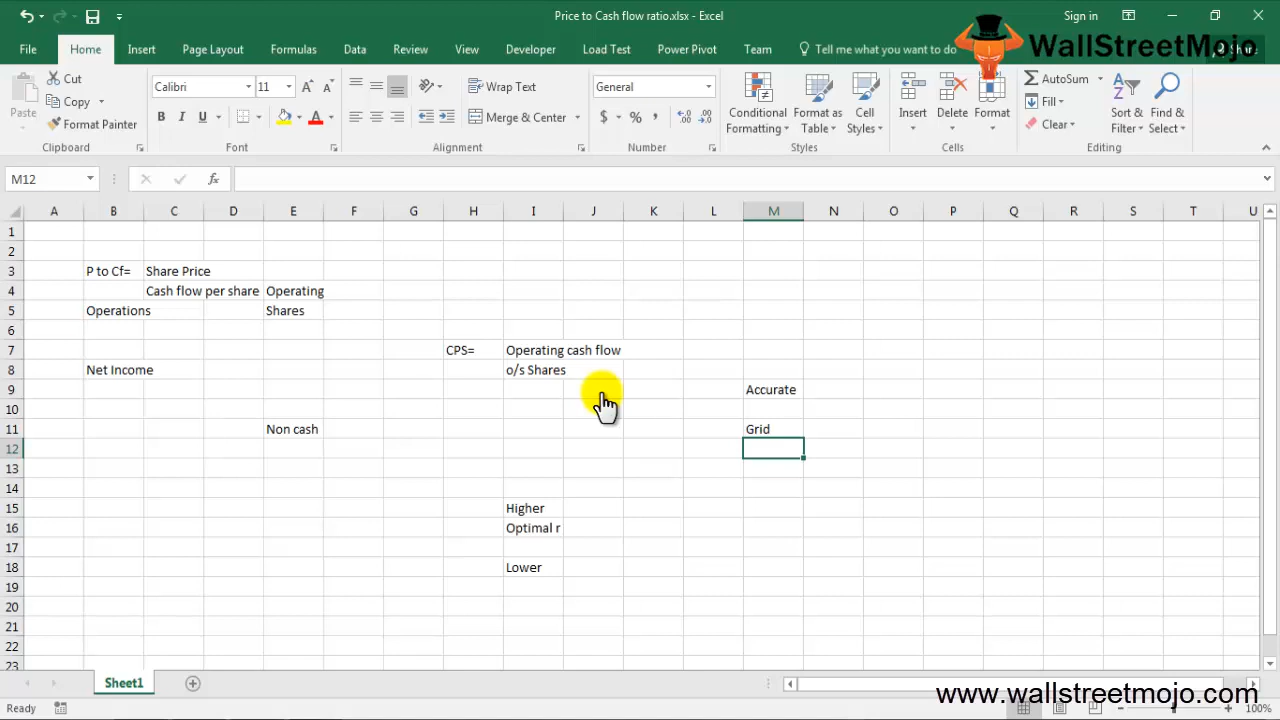 Price to Cash flow ratio.xlsx - Excel
Sign in
File Home Insert Page Layout Formulas Data Review View Developer Load Test Power Pivot Team Tell me what you want to do
WallStreetMojo
Share
Paste
Cut
Copy
Format Painter
Clipboard
Calibri 11
B I U
Font
Wrap Text
Merge & Center
Alignment
General
$ % ,
Number
Conditional Formatting
Format as Table
Cell Styles
Styles
Insert Delete Format
Cells
AutoSum
Fill
Clear
Sort & Filter
Find & Select
Editing
M12
fx
A B C D E F G H I J K L M N O P Q R S T U
1
2
3 P to Cf= Share Price
4 Cash flow per share Operating
5 Operations Shares
6
7 CPS= Operating cash flow
8 Net Income o/s Shares
9 Accurate
10
11 Non cash Grid
12
13
14
15 Higher
16 Optimal r
17
18 Lower
19
20
21
22
23
Sheet1
www.wallstreetmojo.com
Ready
100%